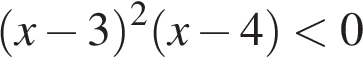 (x − 3)²(x − 4) < 0